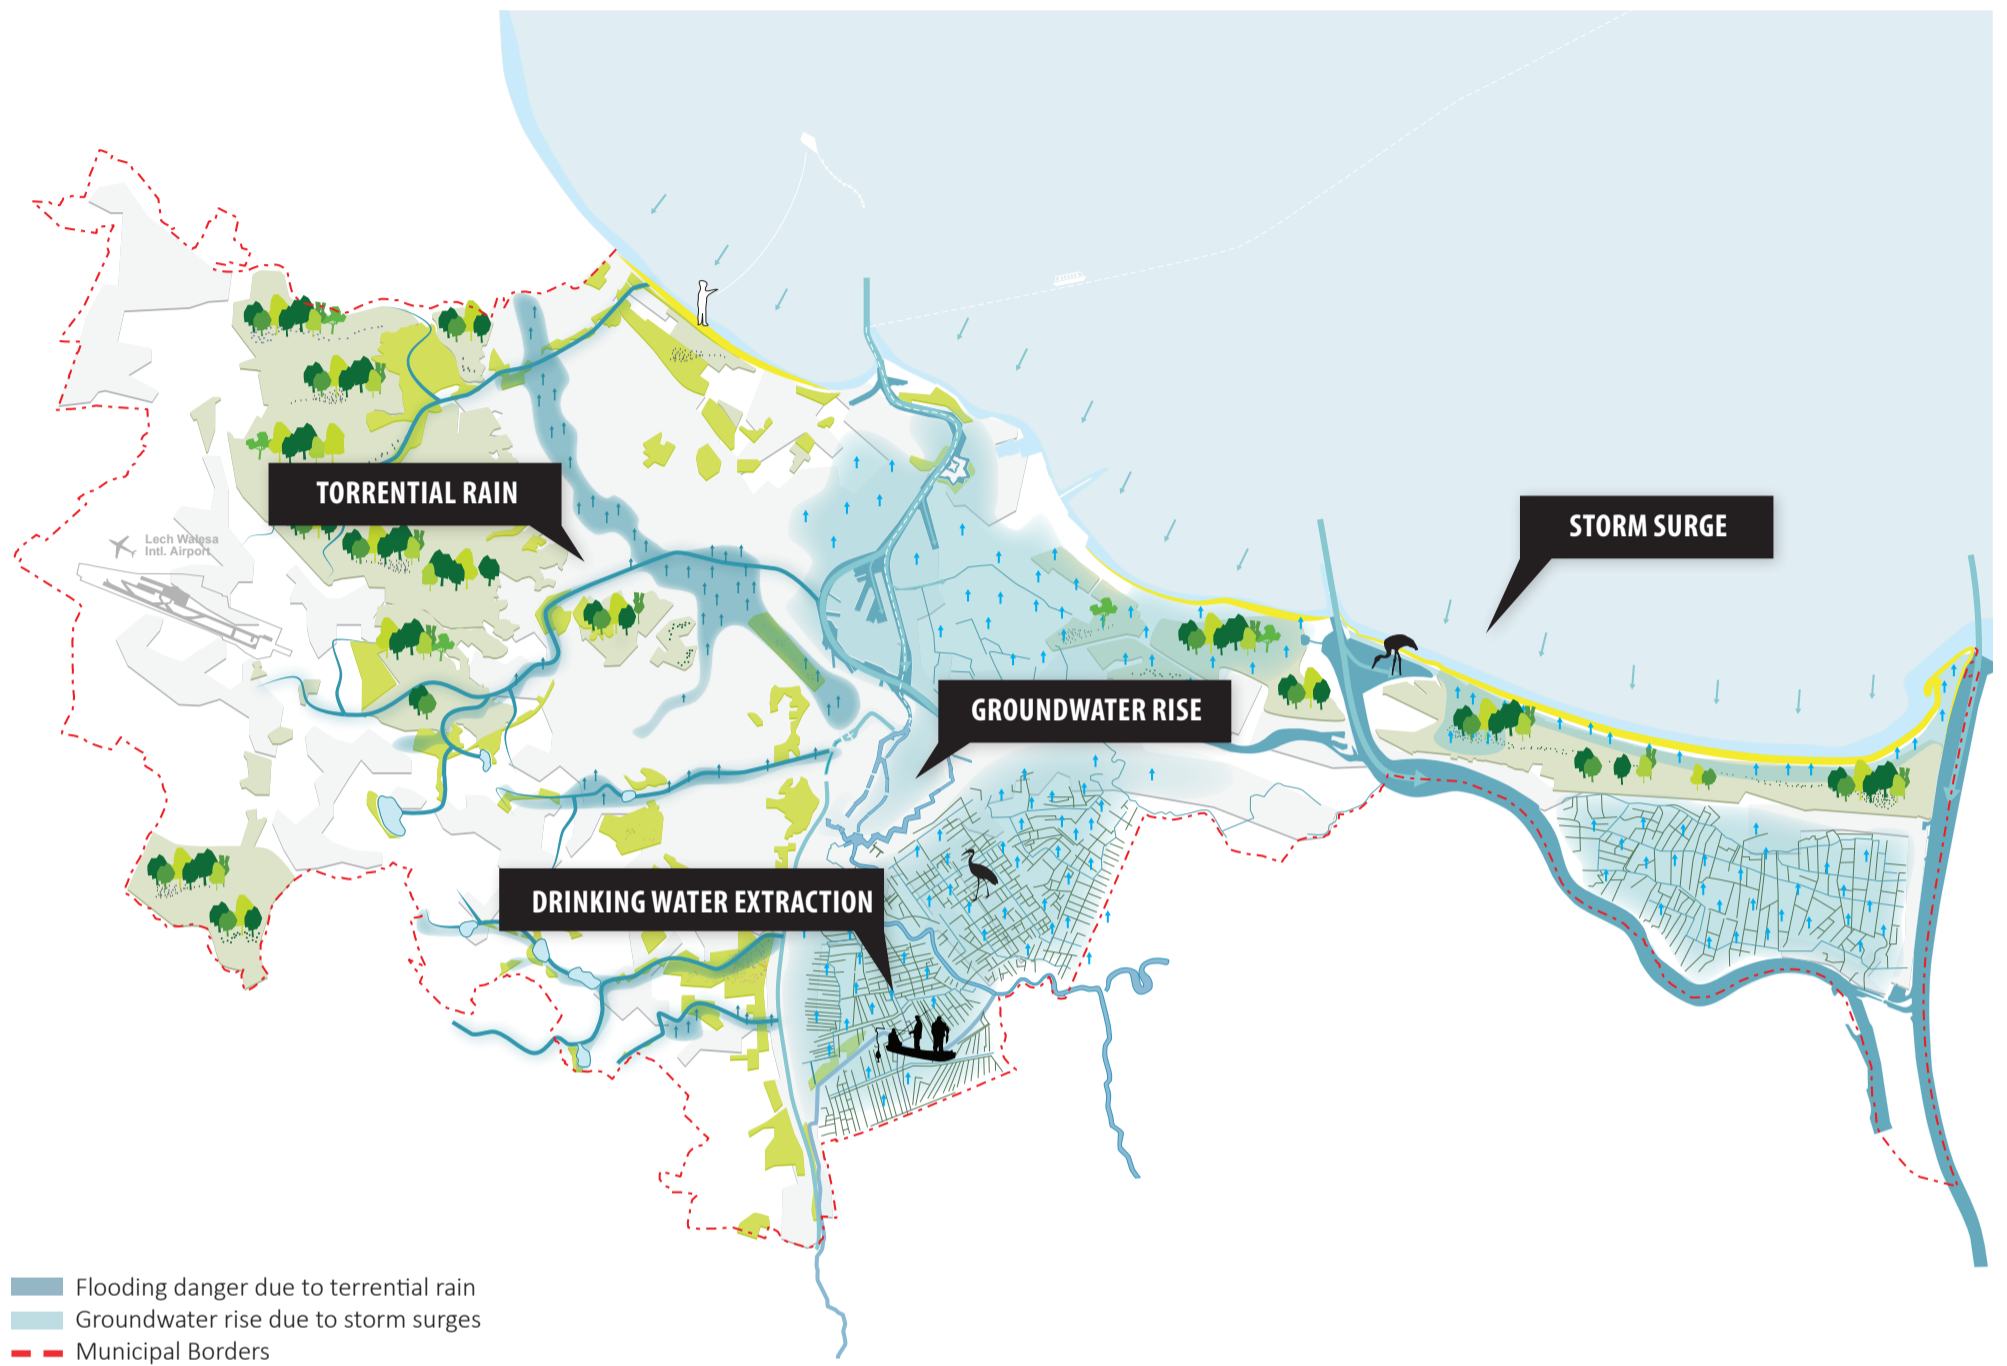 TORRENTIAL RAIN
STORM SURGE
Lech Walesa
Intl. Airport
GROUNDWATER RISE
DRINKING WATER EXTRACTION
Flooding danger due to terrential rain
Groundwater rise due to storm surges
Municipal Borders